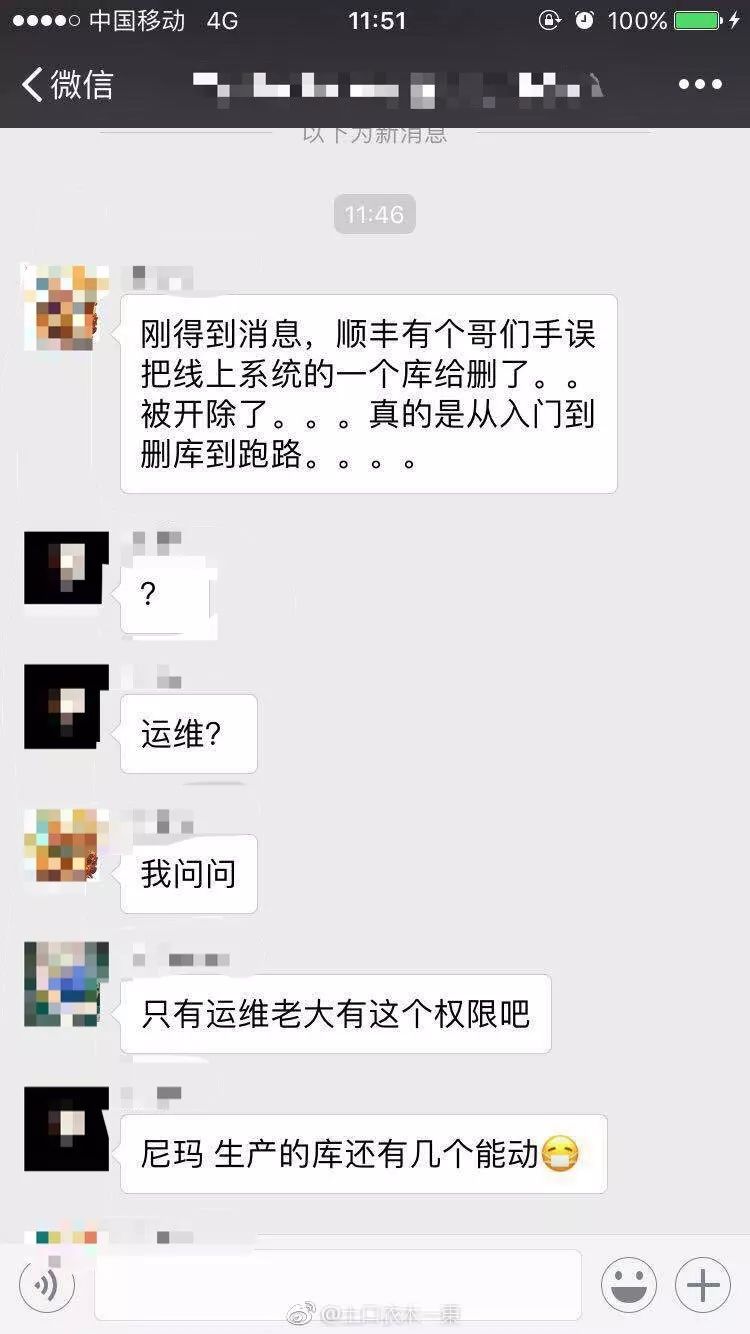 中国移动 4G 11:51 100%
微信
以下为新消息
11:46
刚得到消息，顺丰有个哥们手误
把线上系统的一个库给删了。。
被开除了。。。真的是从入门到
删库到跑路。。。。
?
运维?
我问问
只有运维老大有这个权限吧
尼玛 生产的库还有几个能动😷